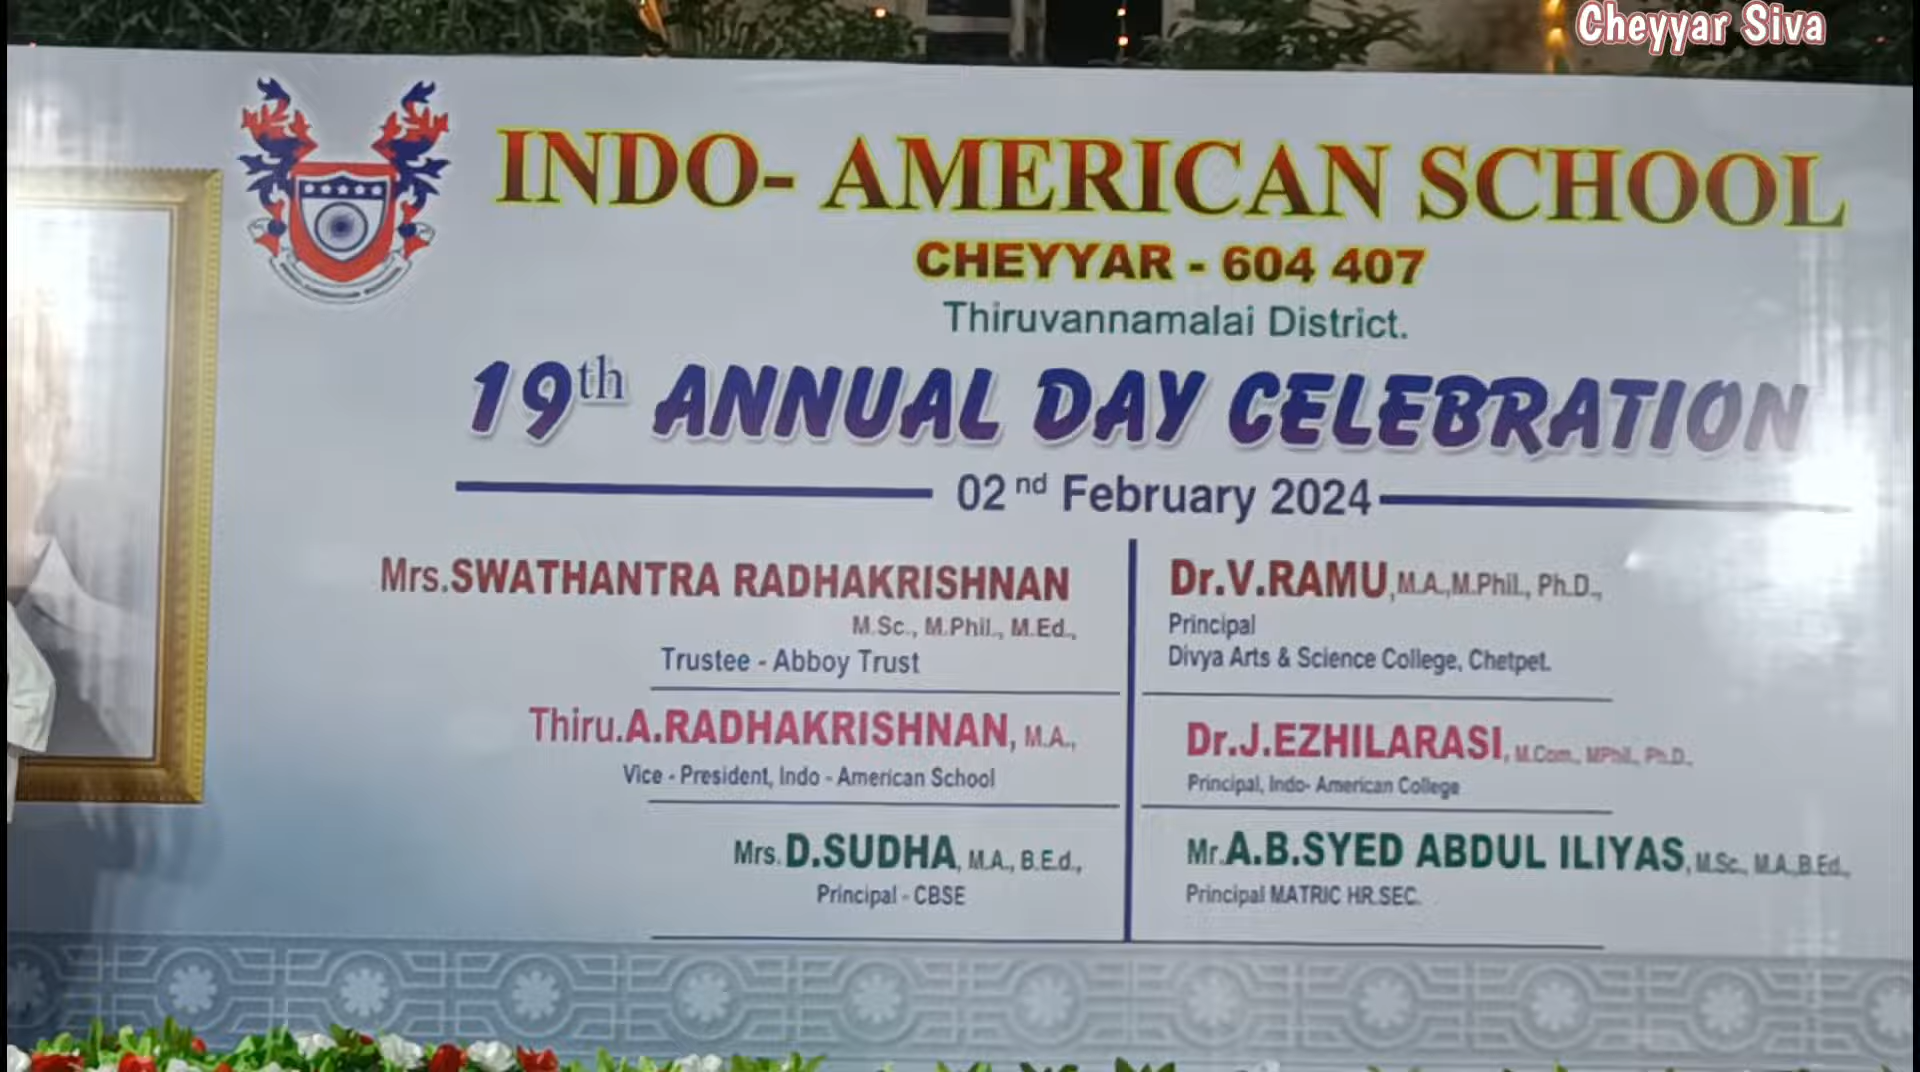 Cheyyar Siva
INDO- AMERICAN SCHOOL
CHEYYAR - 604 407
Thiruvannamalai District.
19th ANNUAL DAY CELEBRATION
02 nd February 2024
Mrs.SWATHANTRA RADHAKRISHNAN
M.Sc., M.Phil., M.Ed.,
Trustee - Abboy Trust
Thiru.A.RADHAKRISHNAN, M.A.,
Vice - President, Indo - American School
Mrs. D.SUDHA, M.A., B.Ed.,
Principal - CBSE
Dr.V.RAMU, M.A.,M.Phil., Ph.D.,
Principal
Divya Arts & Science College, Chetpet.
Dr.J.EZHILARASI, M.Com., MPhil., Ph.D.,
Principal, Indo- American College
Mr.A.B.SYED ABDUL ILIYAS, M.Sc., M.A.,B.Ed.,
Principal MATRIC HR.SEC.